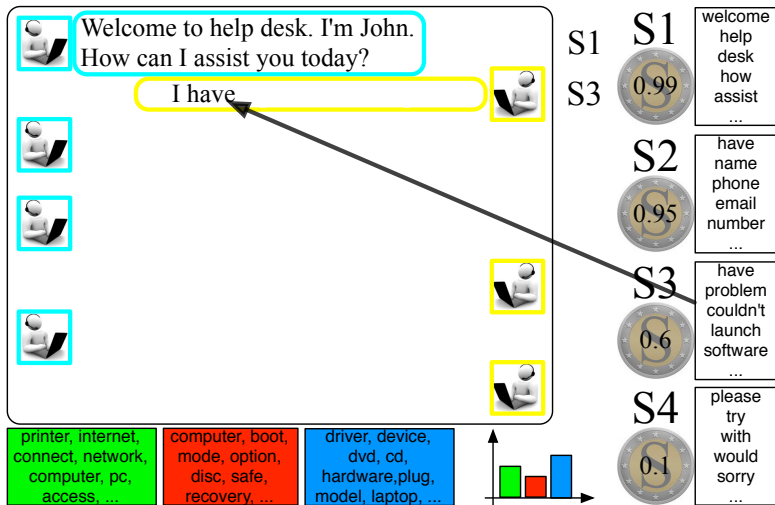 Welcome to help desk. I'm John.
How can I assist you today?
I have
S1
S3
S1
0.99
welcome
help
desk
how
assist
...
S2
0.95
have
name
phone
email
number
...
S3
0.6
have
problem
couldn't
launch
software
...
S4
0.1
please
try
with
would
sorry
...
printer, internet,
connect, network,
computer, pc,
access, ...
computer, boot,
mode, option,
disc, safe,
recovery, ...
driver, device,
dvd, cd,
hardware,plug,
model, laptop, ...